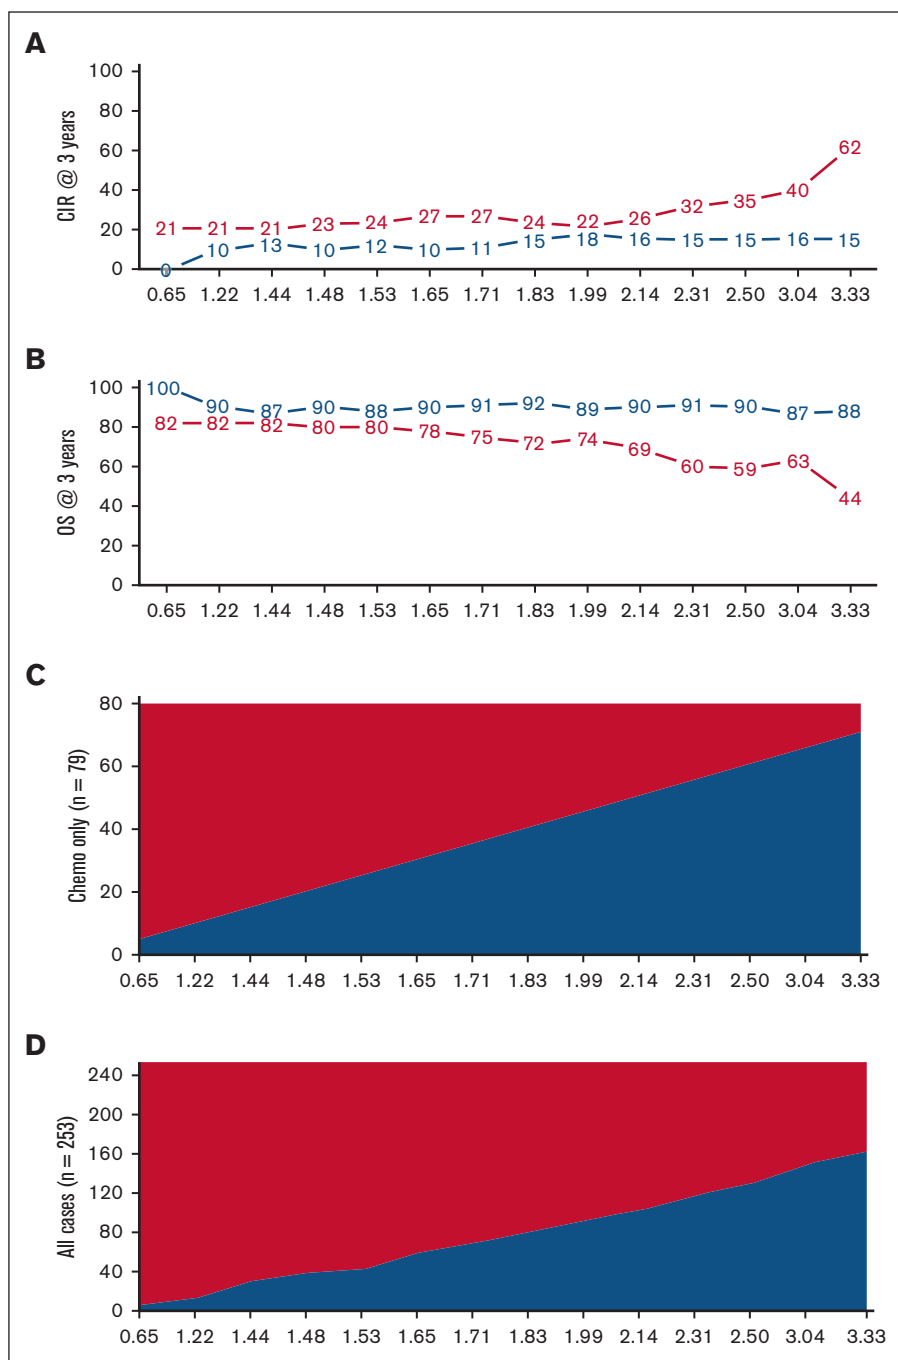 A
CIR @ 3 years
100
80
60
40
20
0
21 21 21 23 24 27 27 24 22 26 32 35 40 62
0 10 13 10 12 10 11 15 18 16 15 15 16 15
0.65 1.22 1.44 1.48 1.53 1.65 1.71 1.83 1.99 2.14 2.31 2.50 3.04 3.33
B
OS @ 3 years
100
80
60
40
20
0
100 90 87 90 88 90 91 92 89 90 91 90 87 88
82 82 82 80 80 78 75 72 74 69 60 59 63 44
0.65 1.22 1.44 1.48 1.53 1.65 1.71 1.83 1.99 2.14 2.31 2.50 3.04 3.33
C
Chemo only (n = 79)
80
60
40
20
0
0.65 1.22 1.44 1.48 1.53 1.65 1.71 1.83 1.99 2.14 2.31 2.50 3.04 3.33
D
All cases (n = 253)
240
200
160
120
80
40
0
0.65 1.22 1.44 1.48 1.53 1.65 1.71 1.83 1.99 2.14 2.31 2.50 3.04 3.33